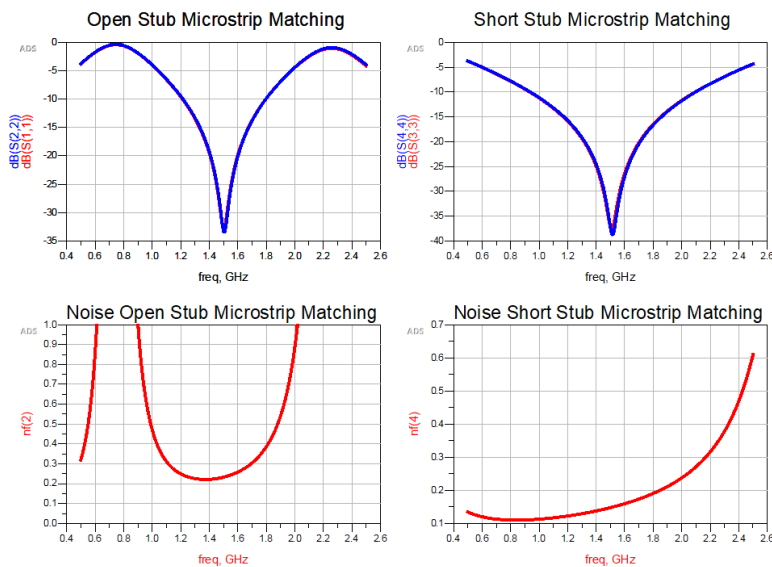 Open Stub Microstrip Matching
ADS
dB(S(2,2))
dB(S(1,1))
0
-5
-10
-15
-20
-25
-30
-35
0.4 0.6 0.8 1.0 1.2 1.4 1.6 1.8 2.0 2.2 2.4 2.6
freq, GHz
Short Stub Microstrip Matching
ADS
dB(S(4,4))
dB(S(3,3))
0
-5
-10
-15
-20
-25
-30
-35
-40
0.4 0.6 0.8 1.0 1.2 1.4 1.6 1.8 2.0 2.2 2.4 2.6
freq, GHz
Noise Open Stub Microstrip Matching
ADS
nf(2)
1.0
0.9
0.8
0.7
0.6
0.5
0.4
0.3
0.2
0.1
0.0
0.4 0.6 0.8 1.0 1.2 1.4 1.6 1.8 2.0 2.2 2.4 2.6
freq, GHz
Noise Short Stub Microstrip Matching
ADS
nf(4)
0.7
0.6
0.5
0.4
0.3
0.2
0.1
0.4 0.6 0.8 1.0 1.2 1.4 1.6 1.8 2.0 2.2 2.4 2.6
freq, GHz